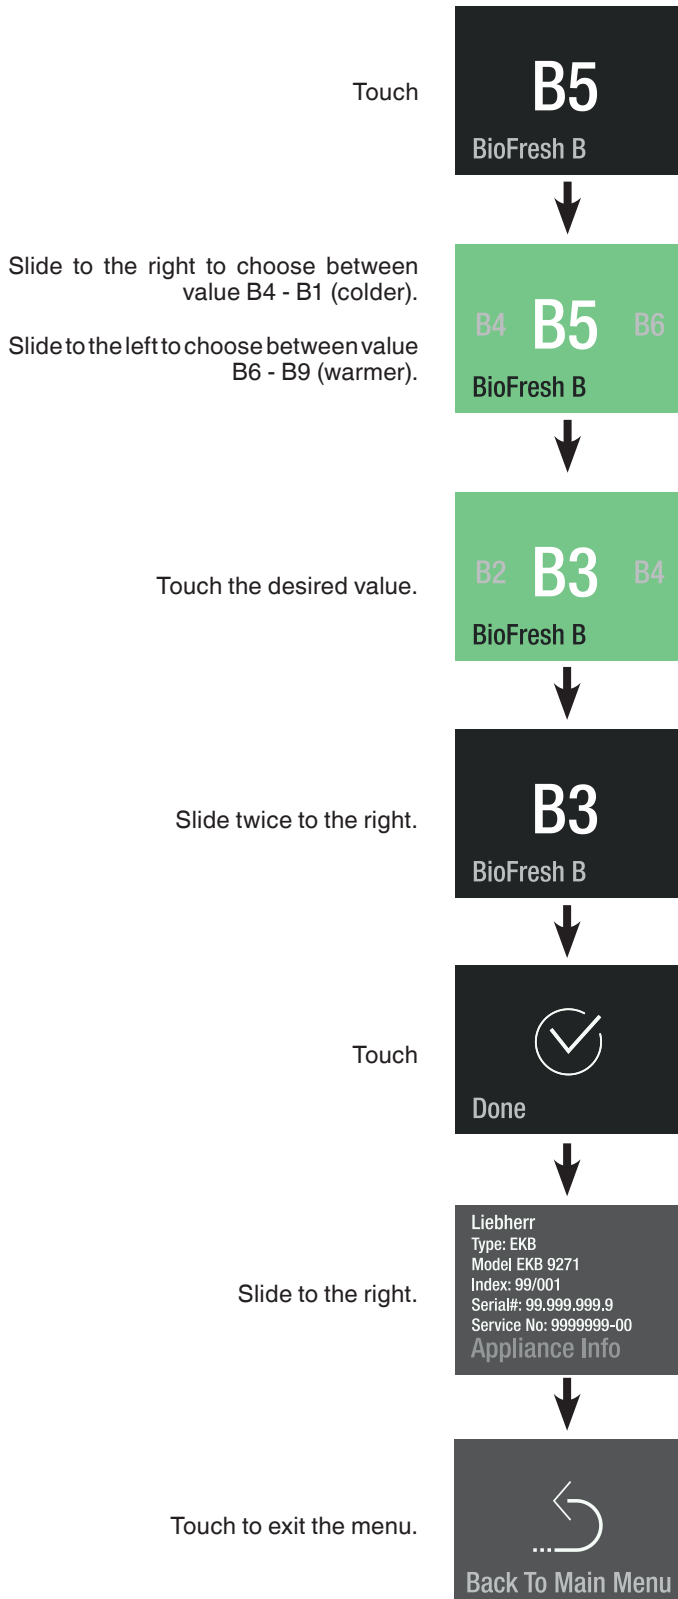 Touch
B5
BioFresh B
Slide to the right to choose between
value B4 - B1 (colder).
Slide to the left to choose between value
B6 - B9 (warmer).
B4 B5 B6
BioFresh B
Touch the desired value.
B2 B3 B4
BioFresh B
Slide twice to the right.
B3
BioFresh B
Touch
Done
Slide to the right.
Liebherr
Type: EKB
Model EKB 9271
Index: 99/001
Serial#: 99.999.999.9
Service No: 9999999-00
Appliance Info
Touch to exit the menu.
Back To Main Menu